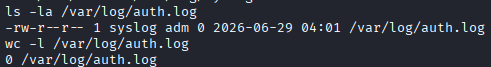 ls -la /var/log/auth.log
-rw-r--r-- 1 syslog adm 0 2026-06-29 04:01 /var/log/auth.log
wc -l /var/log/auth.log
0 /var/log/auth.log